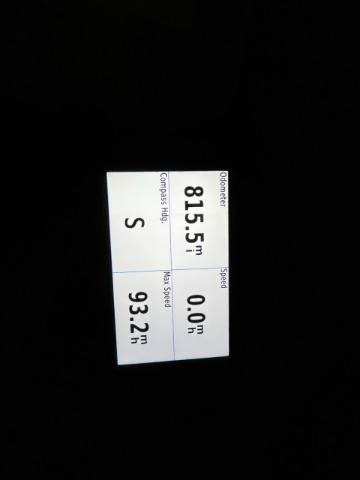 Odometer
815.5 mi
Speed
0.0 mh
Compass Hdg.
S
Max Speed
93.2 mh